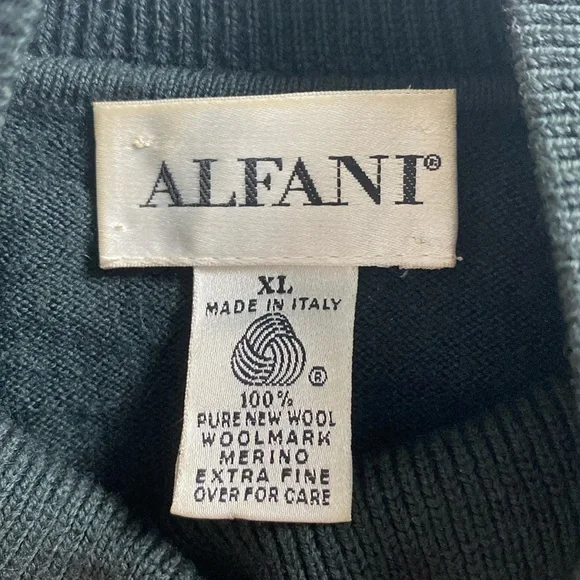 ALFANI®
XL
MADE IN ITALY
®
100%
PURE NEW WOOL
WOOLMARK
MERINO
EXTRA FINE
OVER FOR CARE